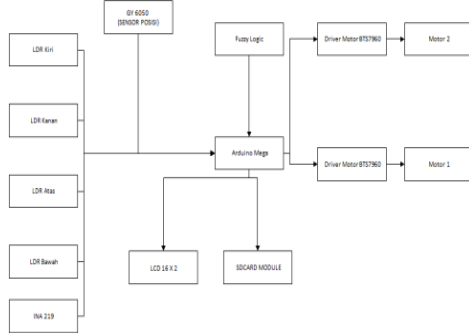 GY 6050
(SENSOR POSISI)
LDR Kiri
Fuzzy Logic
Driver Motor BTS7960
Motor 2
LDR Kanan
Arduino Mega
Driver Motor BTS7960
Motor 1
LDR Atas
LDR Bawah
LCD 16 X 2
SDCARD MODULE
INA 219